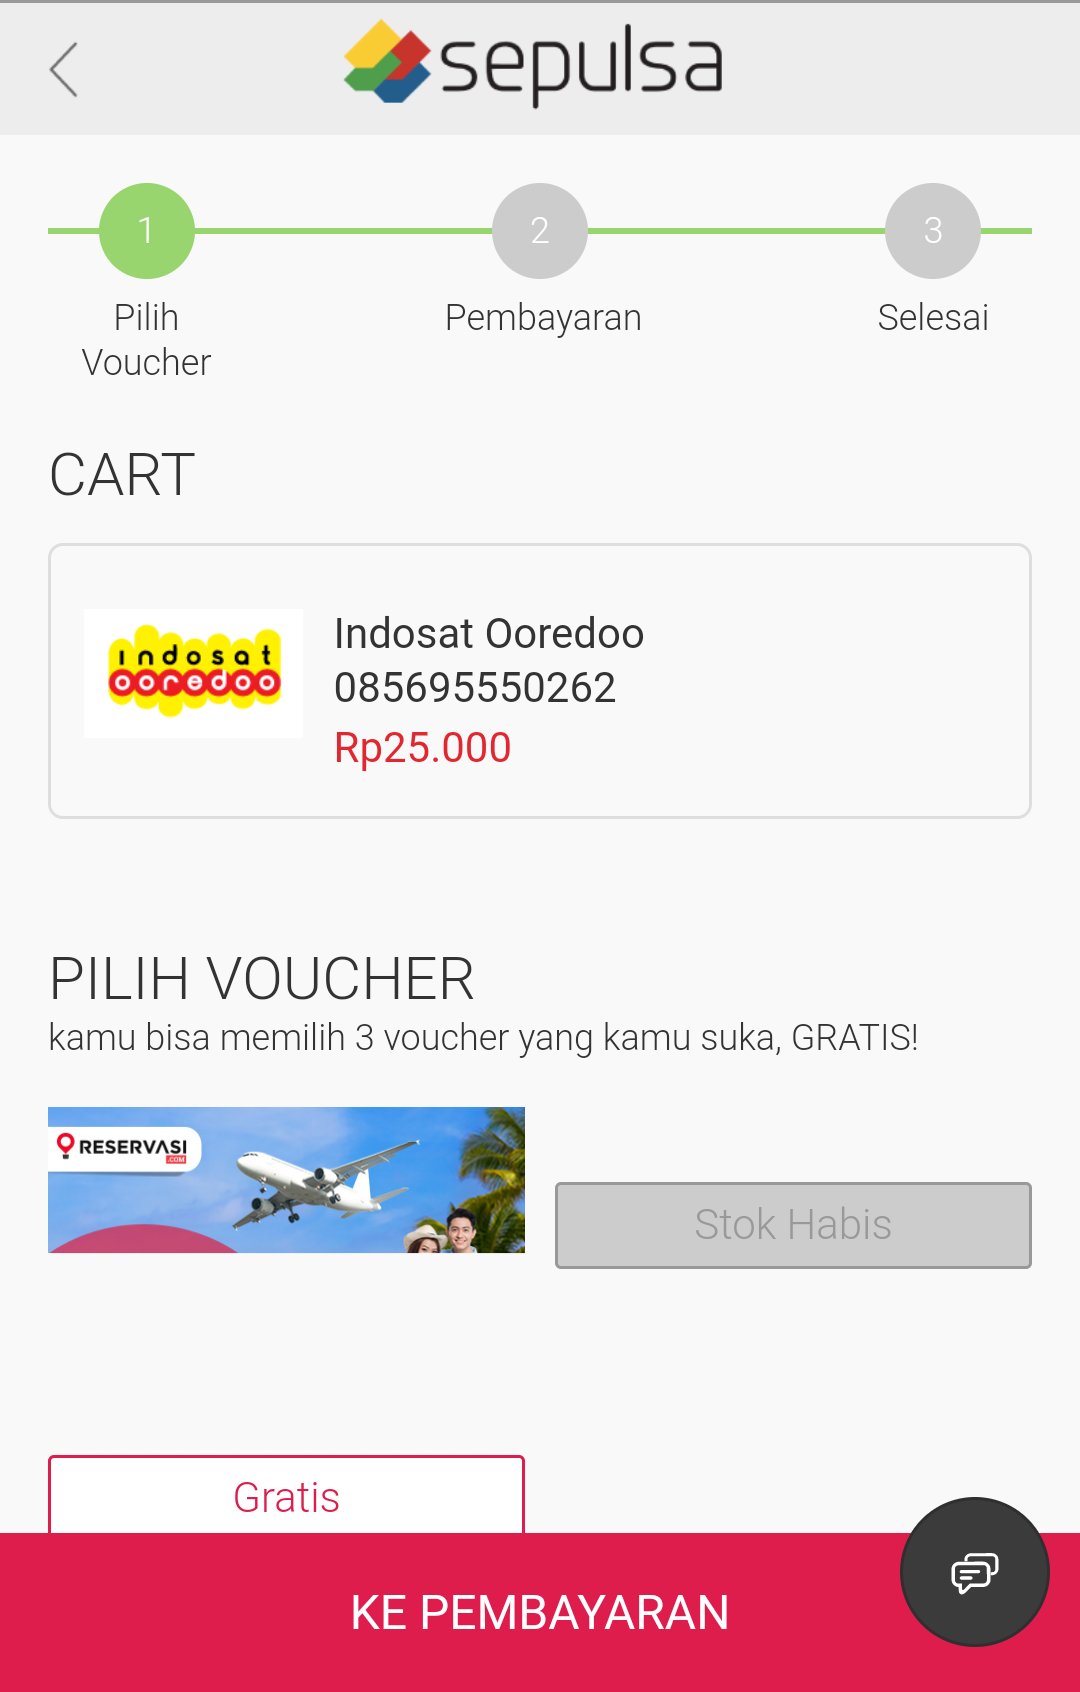 sepulsa
1
2
3
Pilih
Voucher
Pembayaran
Selesai
CART
indosat
ooredoo
Indosat Ooredoo
085695550262
Rp25.000
PILIH VOUCHER
kamu bisa memilih 3 voucher yang kamu suka, GRATIS!
RESERVASI
.COM
Stok Habis
Gratis
KE PEMBAYARAN